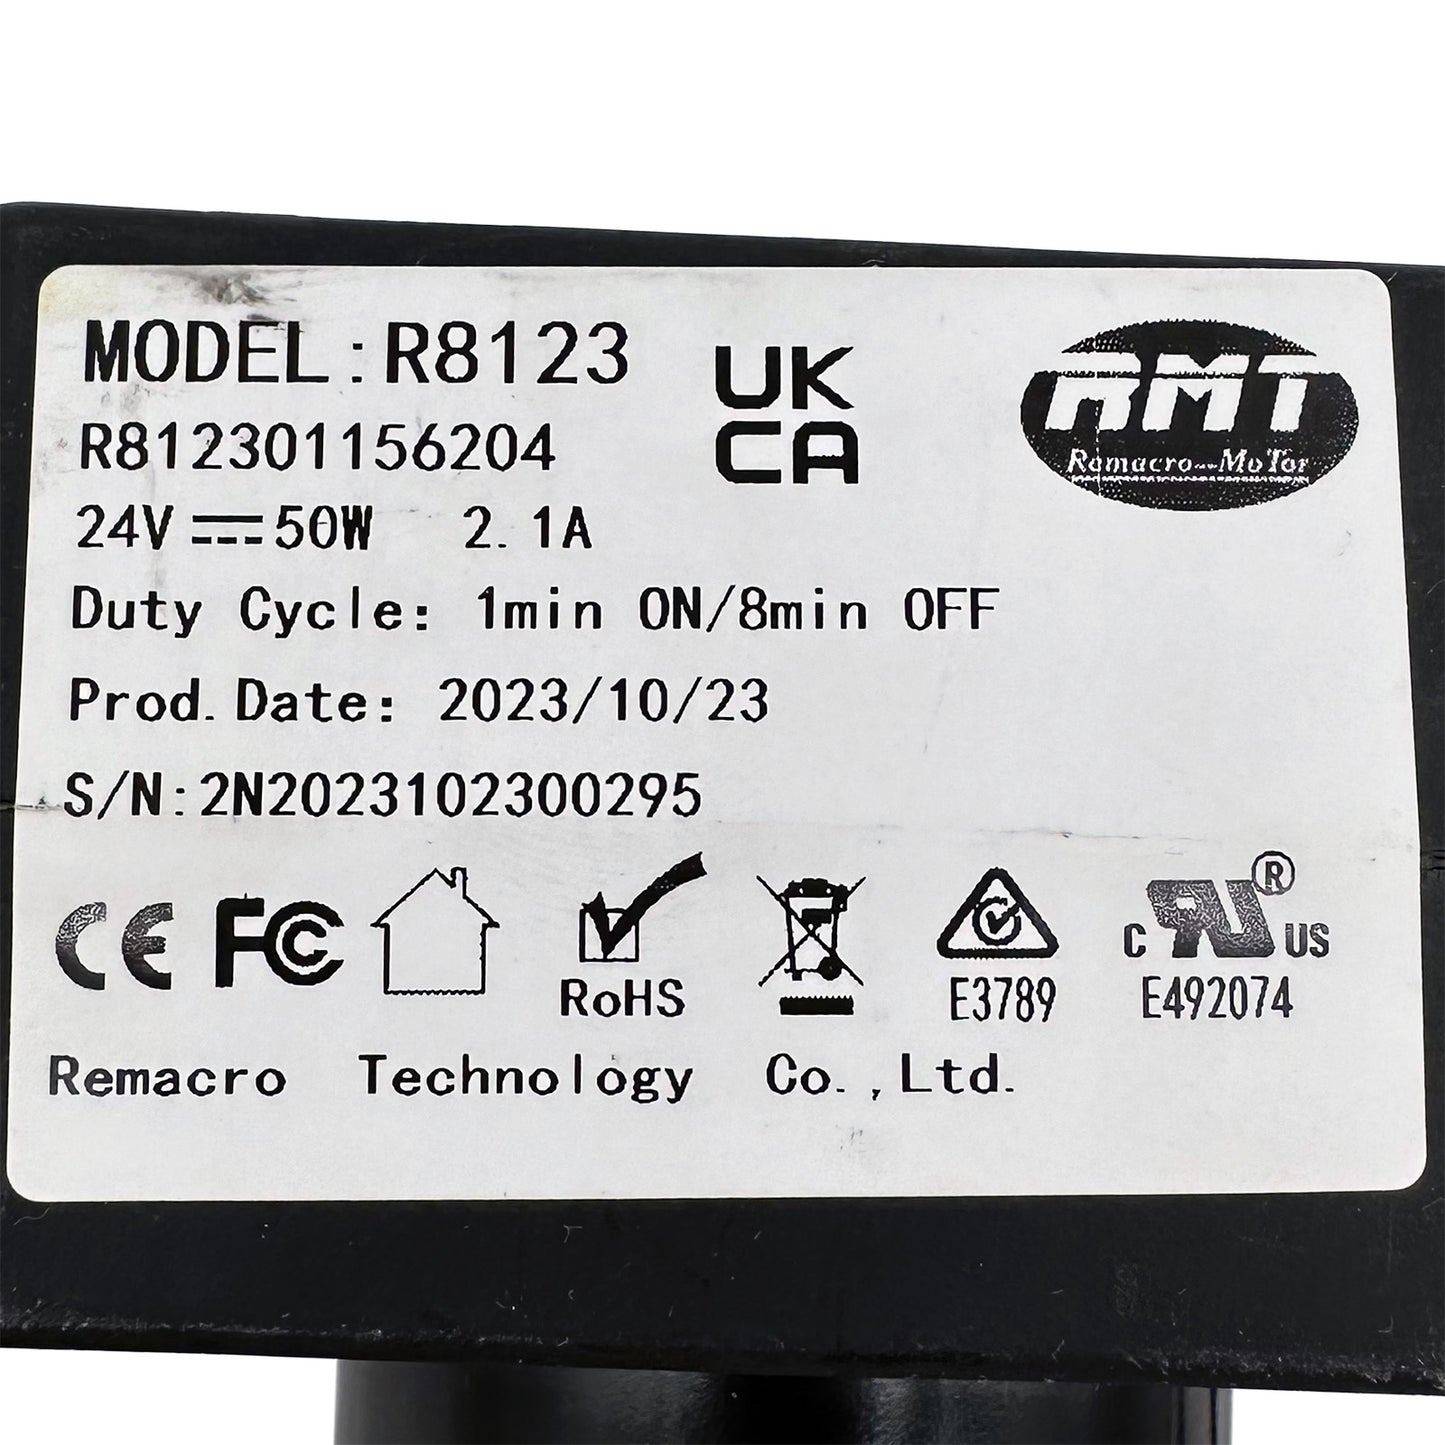 MODEL:R8123
R812301156204
24V 50W 2.1A
Duty Cycle: 1min ON/8min OFF
Prod.Date: 2023/10/23
S/N:2N2023102300295
UK
CA
RMT
Remacro MoTor
CE FC RoHS
E3789
c RU ® US
E492074
Remacro Technology Co.,Ltd.